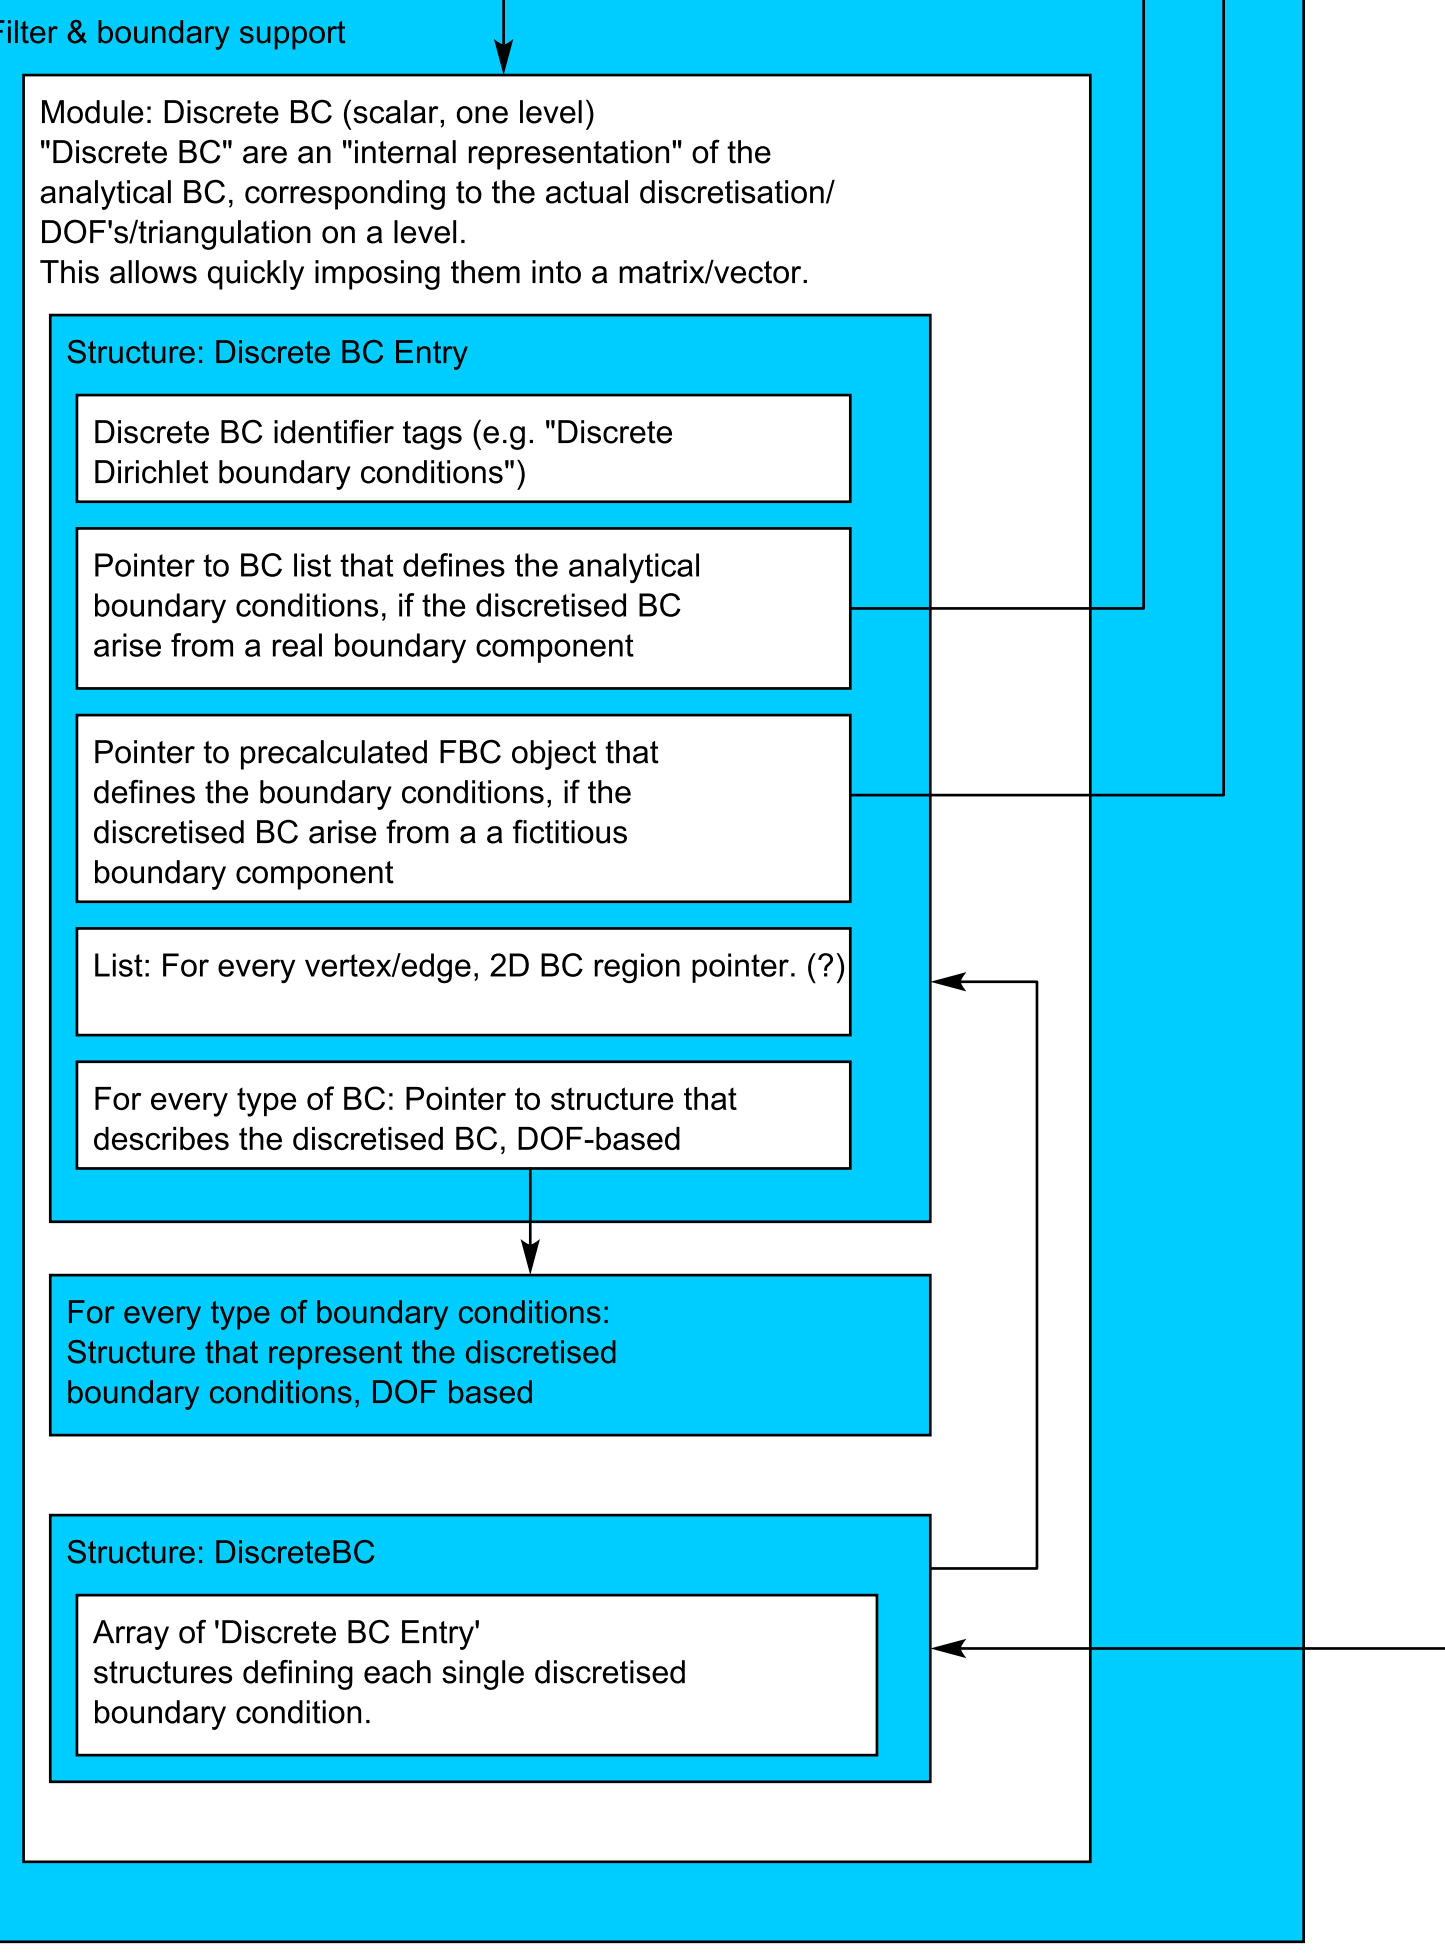 Filter & boundary support
Module: Discrete BC (scalar, one level)
"Discrete BC" are an "internal representation" of the
analytical BC, corresponding to the actual discretisation/
DOF's/triangulation on a level.
This allows quickly imposing them into a matrix/vector.
Structure: Discrete BC Entry
Discrete BC identifier tags (e.g. "Discrete
Dirichlet boundary conditions")
Pointer to BC list that defines the analytical
boundary conditions, if the discretised BC
arise from a real boundary component
Pointer to precalculated FBC object that
defines the boundary conditions, if the
discretised BC arise from a a fictitious
boundary component
List: For every vertex/edge, 2D BC region pointer. (?)
For every type of BC: Pointer to structure that
describes the discretised BC, DOF-based
For every type of boundary conditions:
Structure that represent the discretised
boundary conditions, DOF based
Structure: DiscreteBC
Array of 'Discrete BC Entry'
structures defining each single discretised
boundary condition.